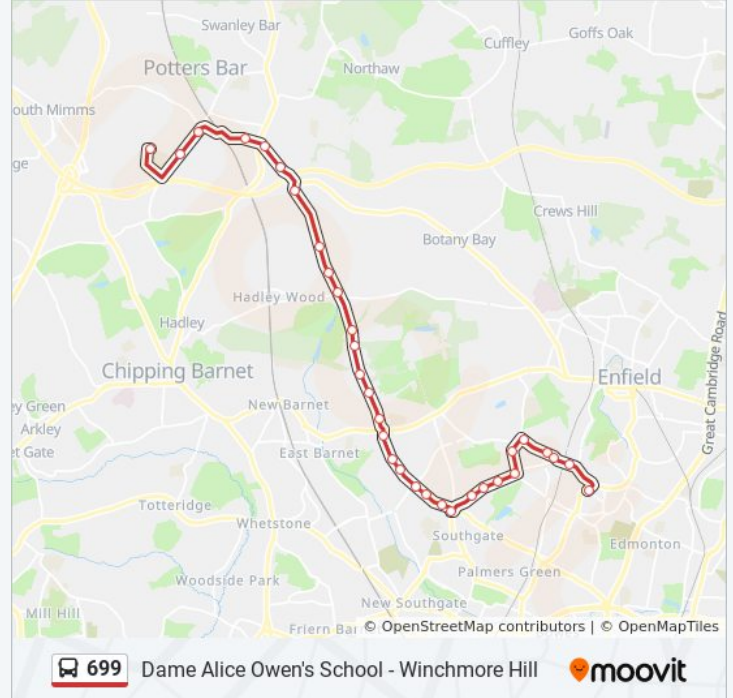 Swanley Bar
Goffs Oak
Cuffley
Potters Bar
Northaw
outh Mimms
ge
Crews Hill
Botany Bay
Hadley Wood
Hadley
Great Cambridge Road
Chipping Barnet
Enfield
ey Green
New Barnet
Arkley
et Gate
East Barnet
Totteridge
Whetstone
Southgate
Edmonton
Palmers Green
Woodside Park
New Southgate
Mill Hill
Friern Bar
© OpenStreetMap contributors | © OpenMapTiles
699 Dame Alice Owen's School - Winchmore Hill moovit